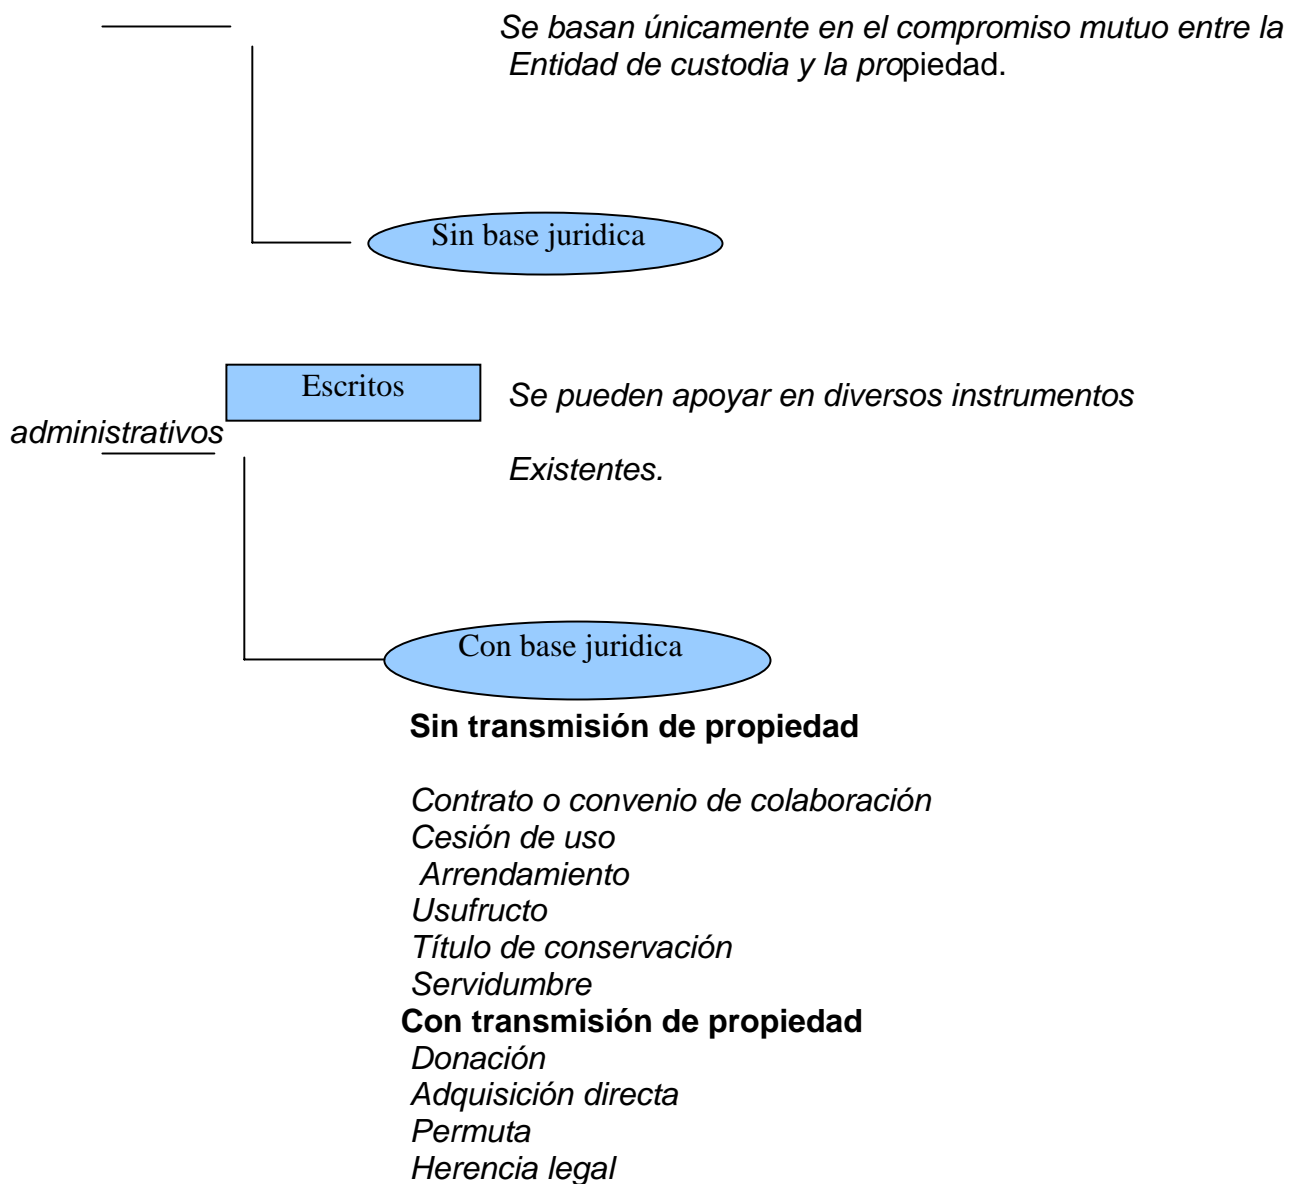 Se basan únicamente en el compromiso mutuo entre la
Entidad de custodia y la propiedad.
Sin base juridica
Escritos
Se pueden apoyar en diversos instrumentos
administrativos
Existentes.
Con base juridica
Sin transmisión de propiedad
Contrato o convenio de colaboración
Cesión de uso
Arrendamiento
Usufructo
Título de conservación
Servidumbre
Con transmisión de propiedad
Donación
Adquisición directa
Permuta
Herencia legal